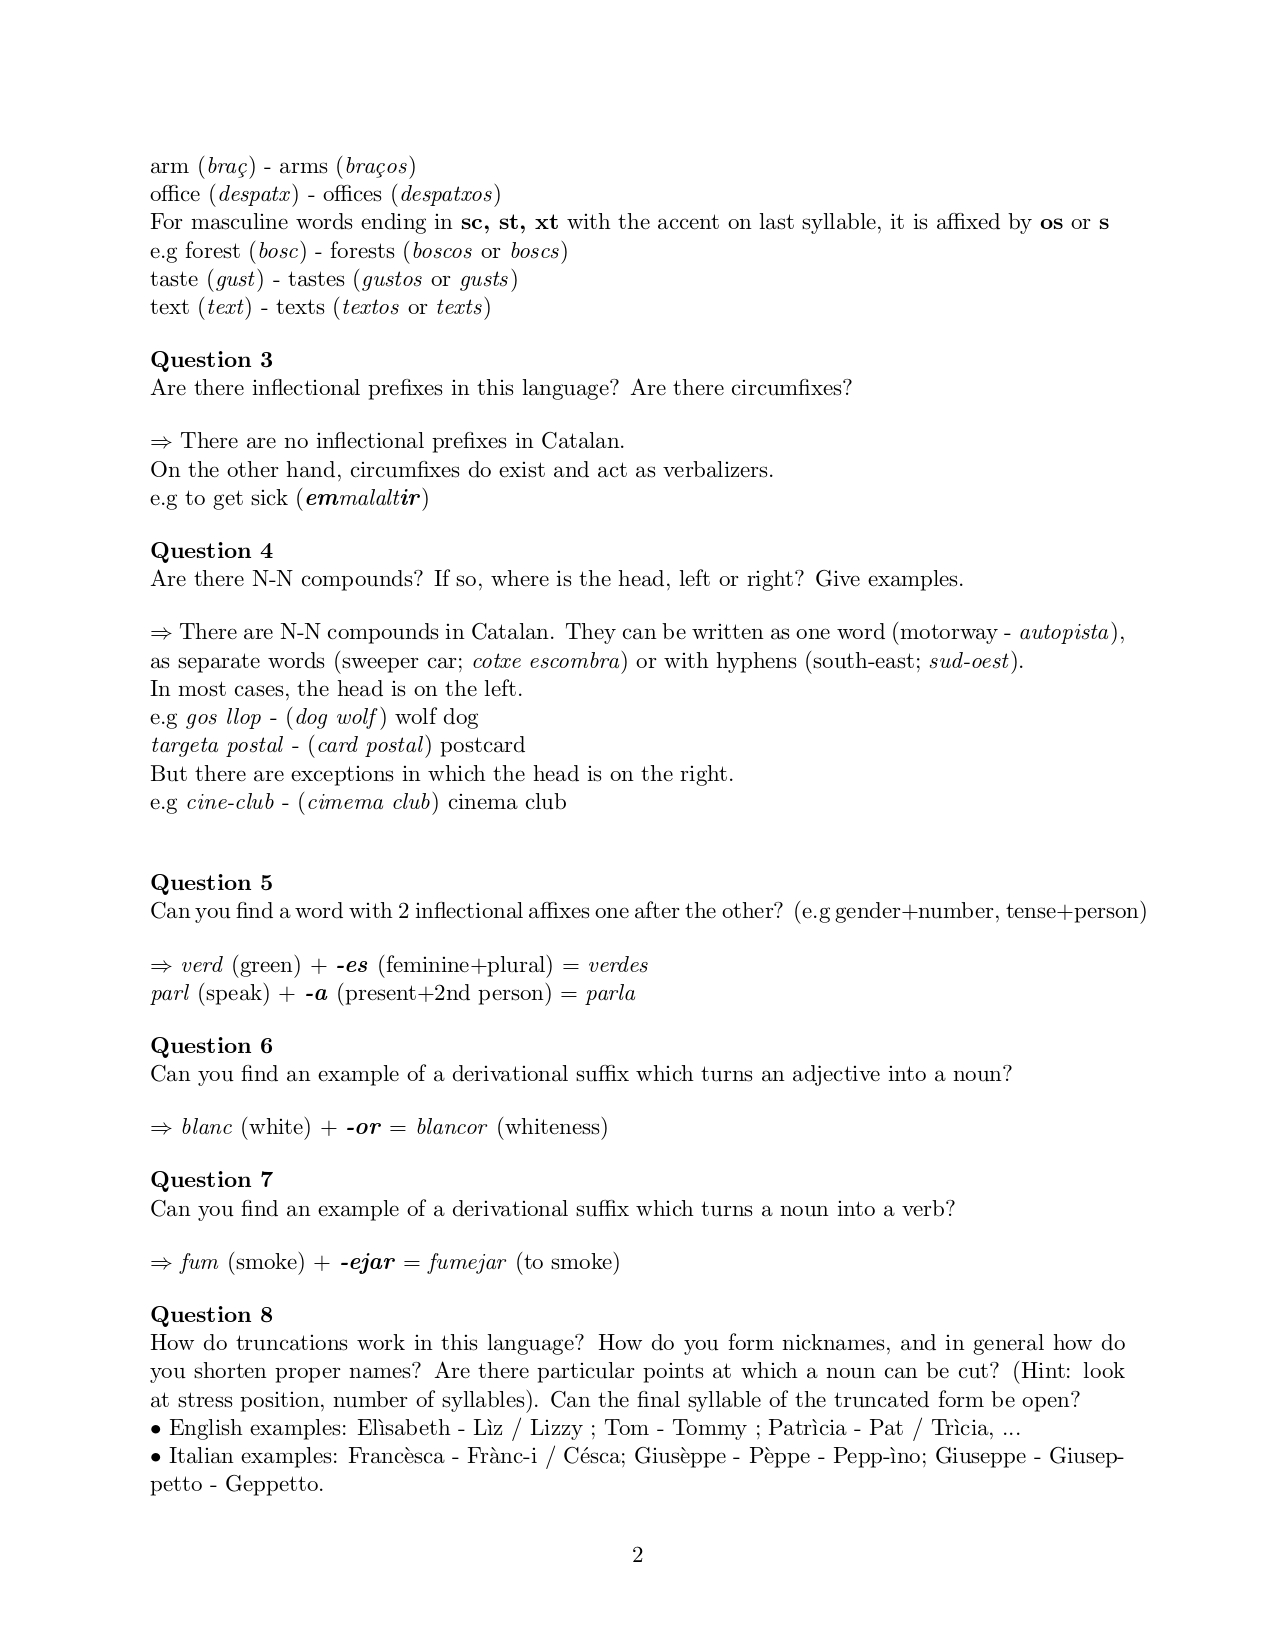 arm (braç) - arms (braços)
office (despatx) - offices (despatxos)
For masculine words ending in sc, st, xt with the accent on last syllable, it is affixed by os or s
e.g forest (bosc) - forests (boscos or boscs)
taste (gust) - tastes (gustos or gusts)
text (text) - texts (textos or texts)
Question 3
Are there inflectional prefixes in this language? Are there circumfixes?
⇒ There are no inflectional prefixes in Catalan.
On the other hand, circumfixes do exist and act as verbalizers.
e.g to get sick (emmalaltir)
Question 4
Are there N-N compounds? If so, where is the head, left or right? Give examples.
⇒ There are N-N compounds in Catalan. They can be written as one word (motorway - autopista),
as separate words (sweeper car; cotxe escombra) or with hyphens (south-east; sud-oest).
In most cases, the head is on the left.
e.g gos llop - (dog wolf) wolf dog
targeta postal - (card postal) postcard
But there are exceptions in which the head is on the right.
e.g cine-club - (cimema club) cinema club
Question 5
Can you find a word with 2 inflectional affixes one after the other? (e.g gender+number, tense+person)
⇒ verd (green) + -es (feminine+plural) = verdes
parl (speak) + -a (present+2nd person) = parla
Question 6
Can you find an example of a derivational suffix which turns an adjective into a noun?
⇒ blanc (white) + -or = blancor (whiteness)
Question 7
Can you find an example of a derivational suffix which turns a noun into a verb?
⇒ fum (smoke) + -ejar = fumejar (to smoke)
Question 8
How do truncations work in this language? How do you form nicknames, and in general how do
you shorten proper names? Are there particular points at which a noun can be cut? (Hint: look
at stress position, number of syllables). Can the final syllable of the truncated form be open?
• English examples: Elìsabeth - Lìz / Lizzy ; Tom - Tommy ; Patrìcia - Pat / Trìcia, ...
• Italian examples: Francèsca - Frànc-i / Césca; Giusèppe - Pèppe - Pepp-ìno; Giuseppe - Giusep-
petto - Geppetto.
2